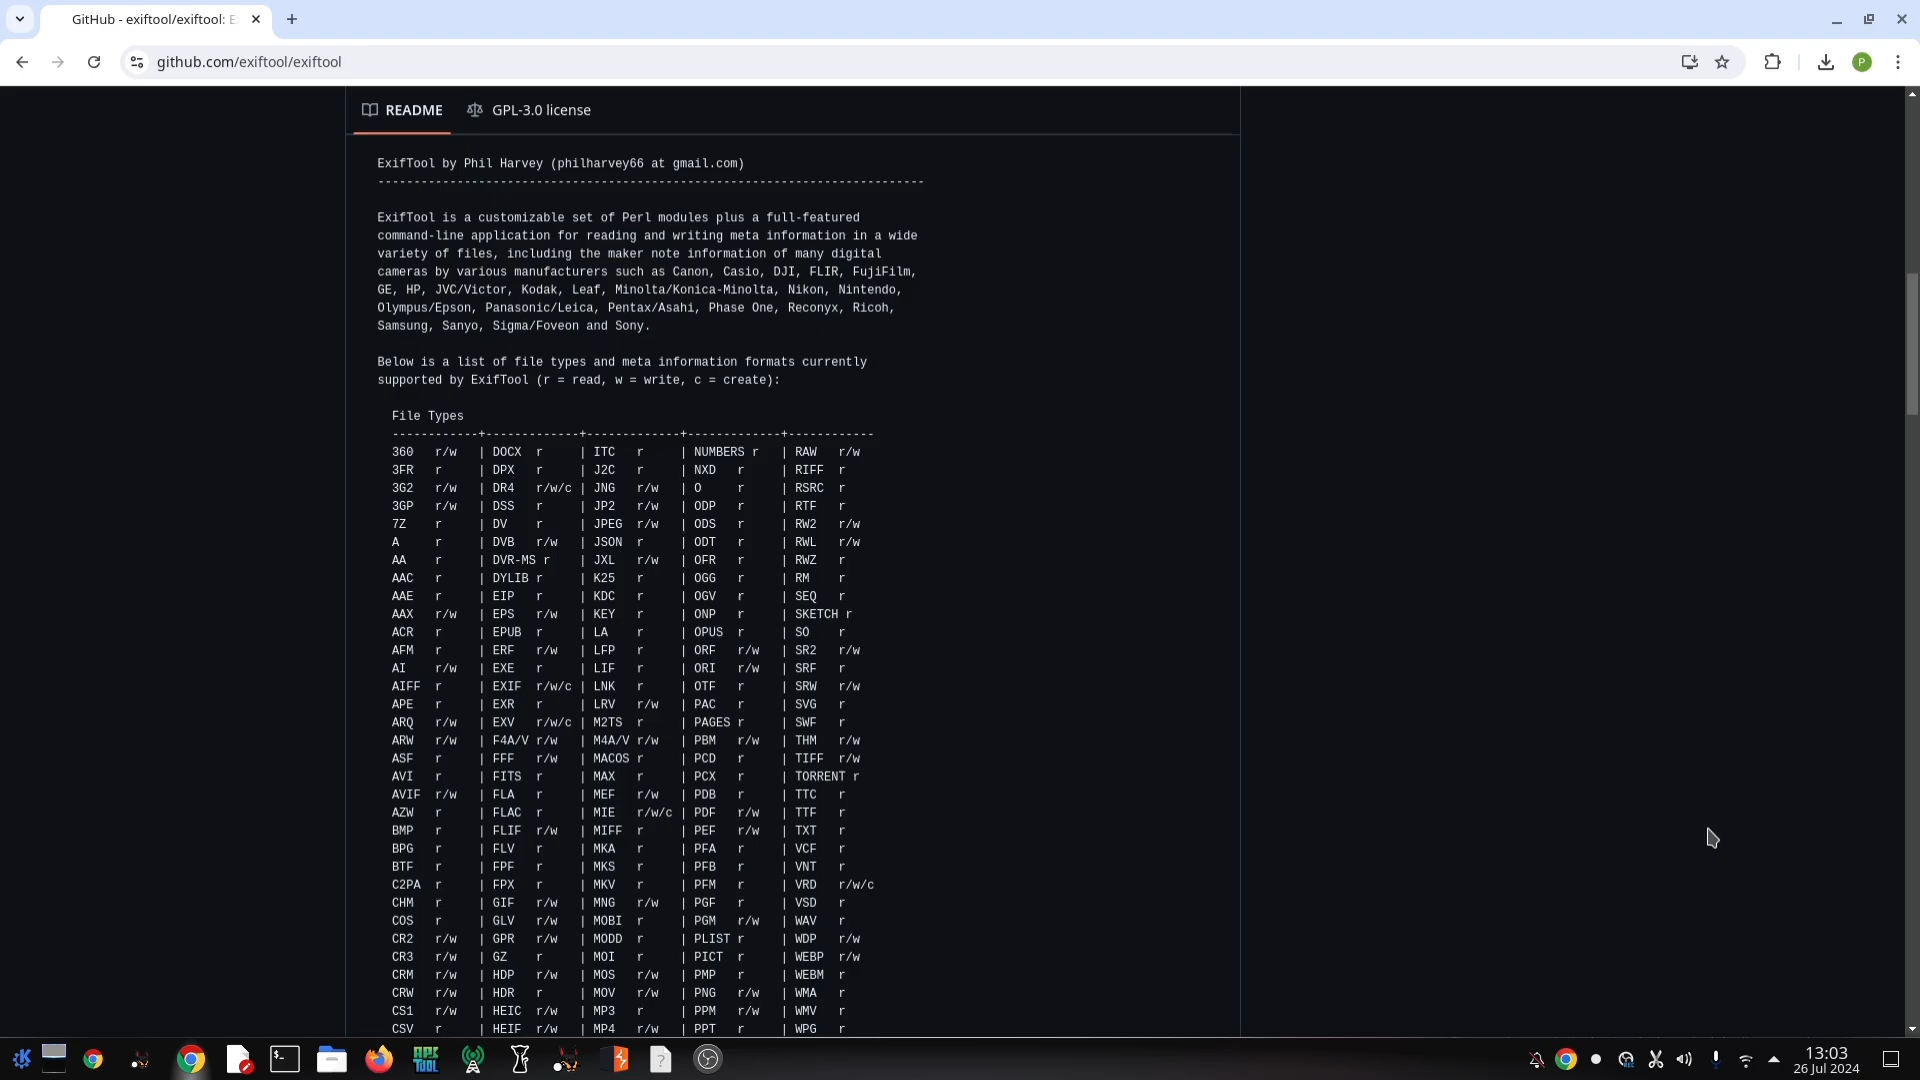 GitHub - exiftool/exiftool: E
github.com/exiftool/exiftool
P
README
GPL-3.0 license
ExifTool by Phil Harvey (philharvey66 at gmail.com)
----------------------------------------------------------------------------
ExifTool is a customizable set of Perl modules plus a full-featured
command-line application for reading and writing meta information in a wide
variety of files, including the maker note information of many digital
cameras by various manufacturers such as Canon, Casio, DJI, FLIR, FujiFilm,
GE, HP, JVC/Victor, Kodak, Leaf, Minolta/Konica-Minolta, Nikon, Nintendo,
Olympus/Epson, Panasonic/Leica, Pentax/Asahi, Phase One, Reconyx, Ricoh,
Samsung, Sanyo, Sigma/Foveon and Sony.
Below is a list of file types and meta information formats currently
supported by ExifTool (r = read, w = write, c = create):
File Types
------------+-------------+-------------+-------------+------------
360   r/w   | DOCX  r     | ITC   r     | NUMBERS r   | RAW   r/w
3FR   r     | DPX   r     | J2C   r     | NXD   r     | RIFF  r
3G2   r/w   | DR4   r/w/c | JNG   r/w   | O     r     | RSRC  r
3GP   r/w   | DSS   r     | JP2   r/w   | ODP   r     | RTF   r
7Z    r     | DV    r     | JPEG  r/w   | ODS   r     | RW2   r/w
A     r     | DVB   r/w   | JSON  r     | ODT   r     | RWL   r/w
AA    r     | DVR-MS r    | JXL   r/w   | OFR   r     | RWZ   r
AAC   r     | DYLIB r     | K25   r     | OGG   r     | RM    r
AAE   r     | EIP   r     | KDC   r     | OGV   r     | SEQ   r
AAX   r/w   | EPS   r/w   | KEY   r     | ONP   r     | SKETCH r
ACR   r     | EPUB  r     | LA    r     | OPUS  r     | SO    r
AFM   r     | ERF   r/w   | LFP   r     | ORF   r/w   | SR2   r/w
AI    r/w   | EXE   r     | LIF   r     | ORI   r/w   | SRF   r
AIFF  r     | EXIF  r/w/c | LNK   r     | OTF   r     | SRW   r/w
APE   r     | EXR   r     | LRV   r/w   | PAC   r     | SVG   r
ARQ   r/w   | EXV   r/w/c | M2TS  r     | PAGES r     | SWF   r
ARW   r/w   | F4A/V r/w   | M4A/V r/w   | PBM   r/w   | THM   r/w
ASF   r     | FFF   r/w   | MACOS r     | PCD   r     | TIFF  r/w
AVI   r     | FITS  r     | MAX   r     | PCX   r     | TORRENT r
AVIF  r/w   | FLA   r     | MEF   r/w   | PDB   r     | TTC   r
AZW   r     | FLAC  r     | MIE   r/w/c | PDF   r/w   | TTF   r
BMP   r     | FLIF  r/w   | MIFF  r     | PEF   r/w   | TXT   r
BPG   r     | FLV   r     | MKA   r     | PFA   r     | VCF   r
BTF   r     | FPF   r     | MKS   r     | PFB   r     | VNT   r
C2PA  r     | FPX   r     | MKV   r     | PFM   r     | VRD   r/w/c
CHM   r     | GIF   r/w   | MNG   r/w   | PGF   r     | VSD   r
COS   r     | GLV   r/w   | MOBI  r     | PGM   r/w   | WAV   r
CR2   r/w   | GPR   r/w   | MODD  r     | PLIST r     | WDP   r/w
CR3   r/w   | GZ    r     | MOI   r     | PICT  r     | WEBP  r/w
CRM   r/w   | HDP   r/w   | MOS   r/w   | PMP   r     | WEBM  r
CRW   r/w   | HDR   r     | MOV   r/w   | PNG   r/w   | WMA   r
CS1   r/w   | HEIC  r/w   | MP3   r     | PPM   r/w   | WMV   r
CSV   r     | HEIF  r/w   | MP4   r/w   | PPT   r     | WPG   r
APK
TOOL
13:03
26 Jul 2024